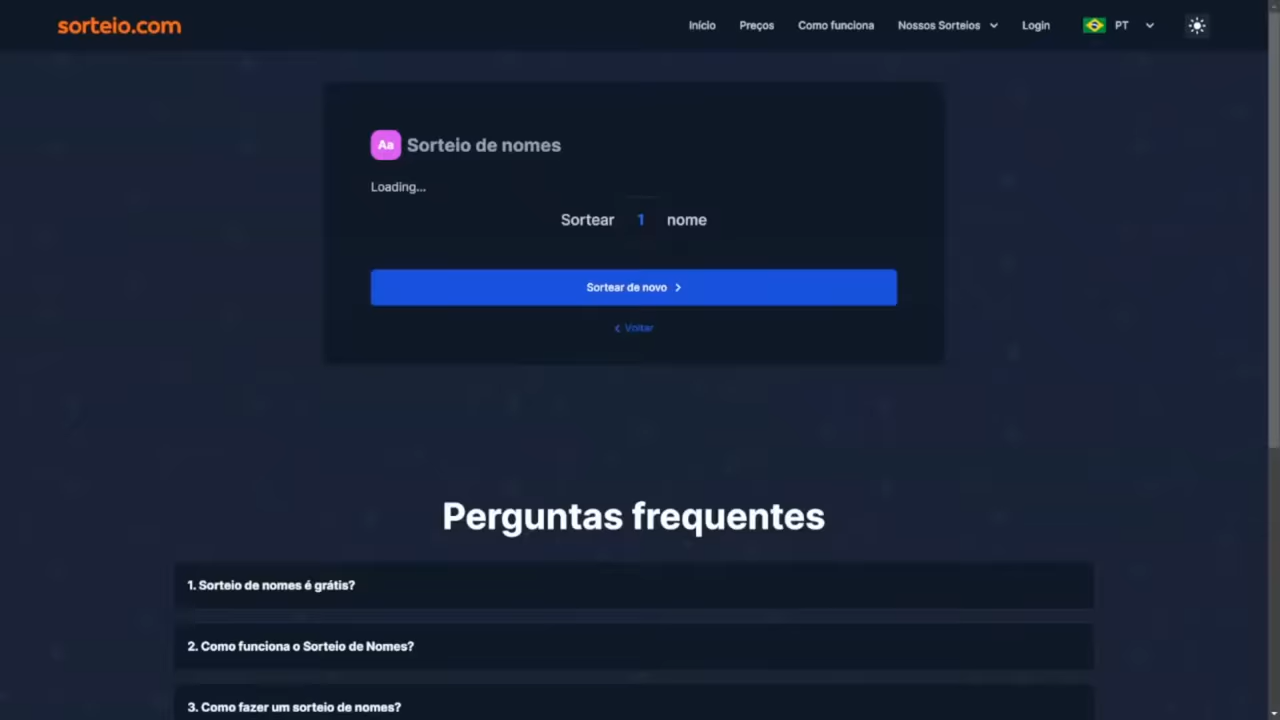 sorteio.com
Início Preços Como funciona Nossos Sorteios Login PT
Aa Sorteio de nomes
Loading...
Sortear 1 nome
Sortear de novo
Voltar
Perguntas frequentes
1. Sorteio de nomes é grátis?
2. Como funciona o Sorteio de Nomes?
3. Como fazer um sorteio de nomes?